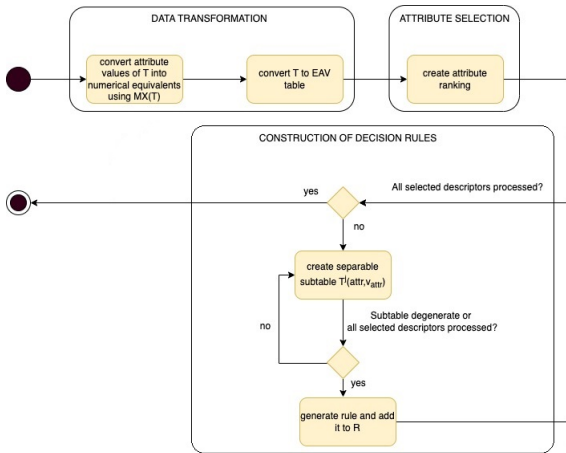 DATA TRANSFORMATION
ATTRIBUTE SELECTION
convert attribute
values of T into
numerical equivalents
using MX(T)
convert T to EAV
table
create attribute
ranking
CONSTRUCTION OF DECISION RULES
yes
All selected descriptors processed?
no
create separable
subtable T^j(attr,v_attr)
Subtable degenerate or
all selected descriptors processed?
no
yes
generate rule and add
it to R